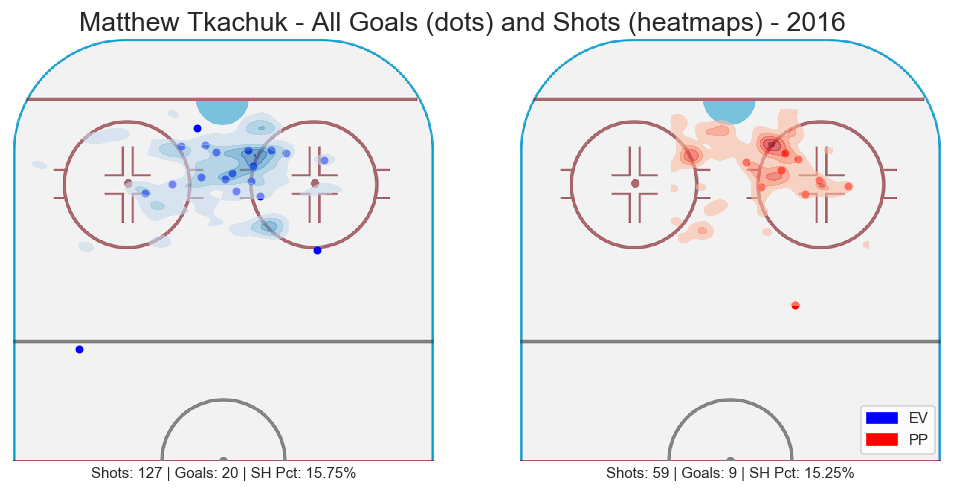 Matthew Tkachuk - All Goals (dots) and Shots (heatmaps) - 2016
EV
PP
Shots: 127 | Goals: 20 | SH Pct: 15.75%
Shots: 59 | Goals: 9 | SH Pct: 15.25%